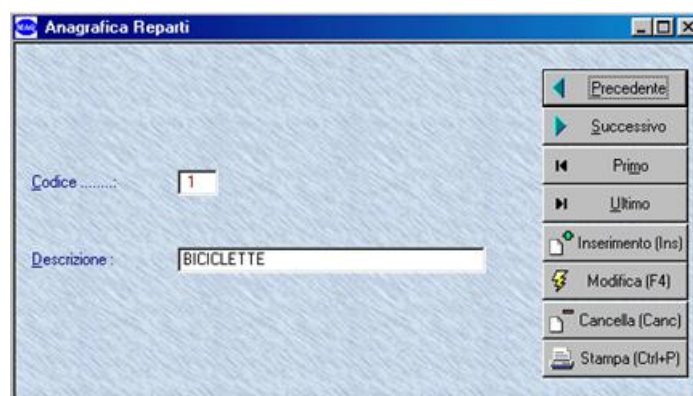 Anagrafica Reparti
Precedente
Successivo
Codice ........: 1
Primo
Ultimo
Descrizione : BICICLETTE
Inserimento (Ins)
Modifica (F4)
Cancella (Canc)
Stampa (Ctrl+P)